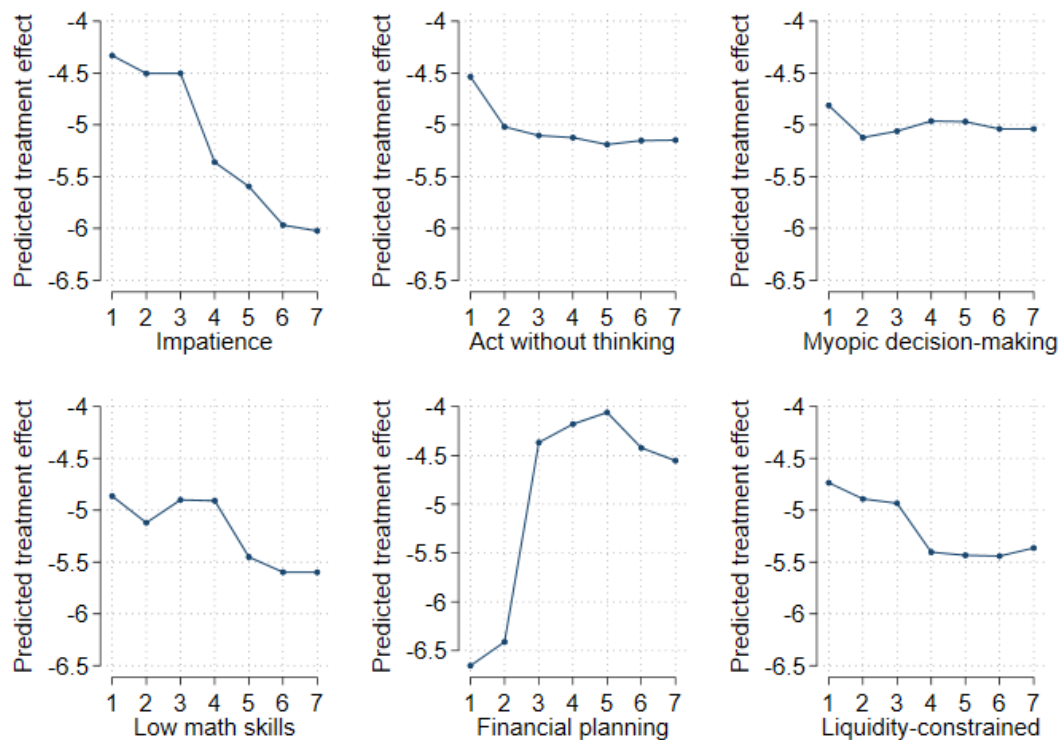 Predicted treatment effect
-4
-4.5
-5
-5.5
-6
-6.5
1 2 3 4 5 6 7
Impatience
Predicted treatment effect
-4
-4.5
-5
-5.5
-6
-6.5
1 2 3 4 5 6 7
Act without thinking
Predicted treatment effect
-4
-4.5
-5
-5.5
-6
-6.5
1 2 3 4 5 6 7
Myopic decision-making
Predicted treatment effect
-4
-4.5
-5
-5.5
-6
-6.5
1 2 3 4 5 6 7
Low math skills
Predicted treatment effect
-4
-4.5
-5
-5.5
-6
-6.5
1 2 3 4 5 6 7
Financial planning
Predicted treatment effect
-4
-4.5
-5
-5.5
-6
-6.5
1 2 3 4 5 6 7
Liquidity-constrained